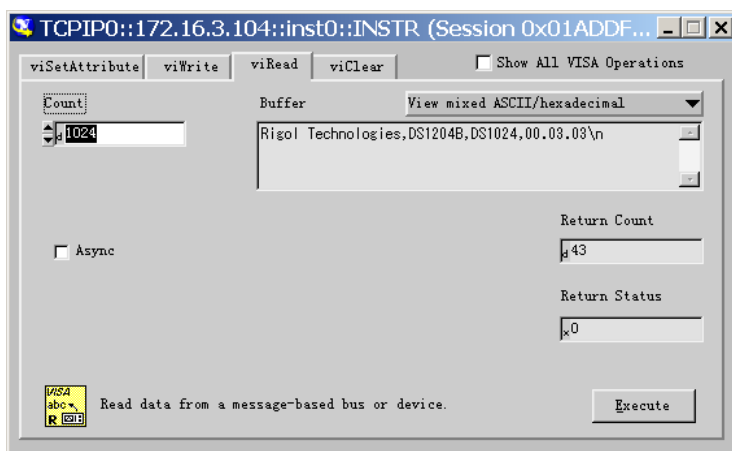 TCPIP0::172.16.3.104::inst0::INSTR (Session 0x01ADDF...
viSetAttribute viWrite viRead viClear Show All VISA Operations
Count Buffer View mixed ASCII/hexadecimal
d 1024 Rigol Technologies,DS1204B,DS1024,00.03.03\n
Return Count
Async d 43
Return Status
x 0
VISA
abc
R
Read data from a message-based bus or device. Execute